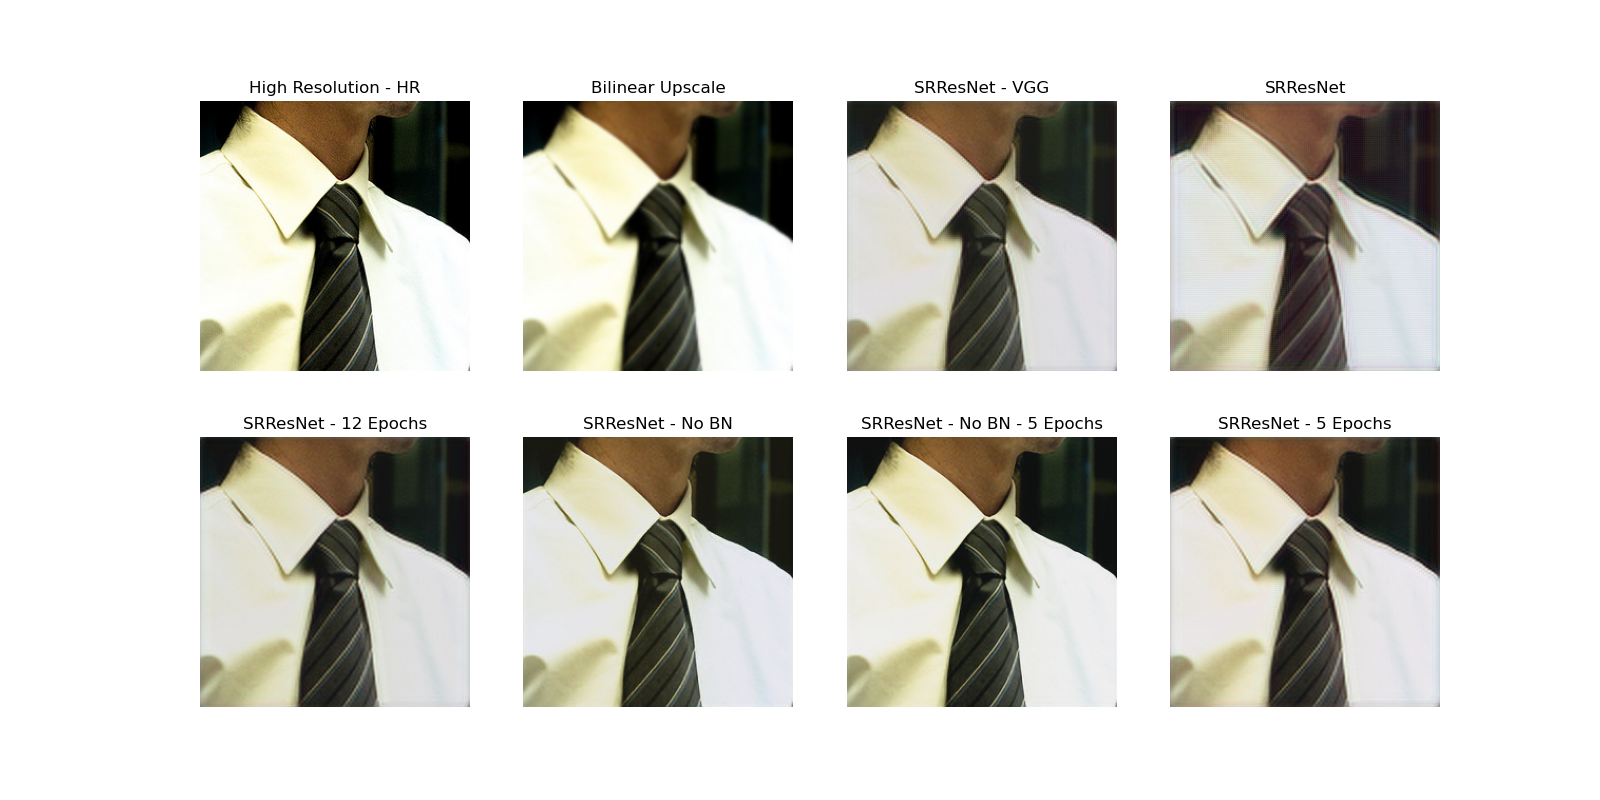 High Resolution - HR
Bilinear Upscale
SRResNet - VGG
SRResNet
SRResNet - 12 Epochs
SRResNet - No BN
SRResNet - No BN - 5 Epochs
SRResNet - 5 Epochs